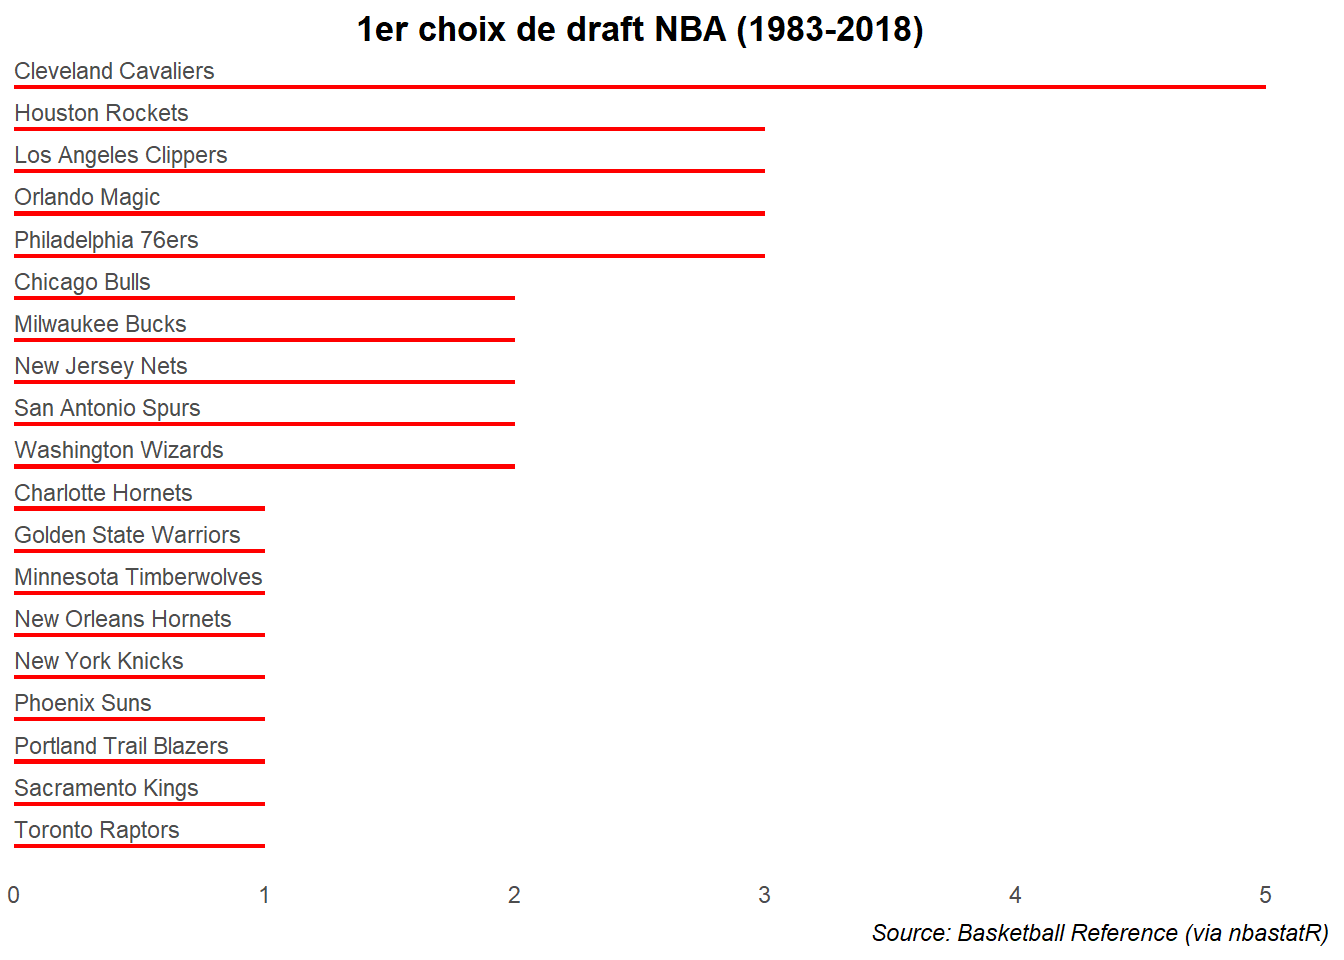 1er choix de draft NBA (1983-2018)
Cleveland Cavaliers
Houston Rockets
Los Angeles Clippers
Orlando Magic
Philadelphia 76ers
Chicago Bulls
Milwaukee Bucks
New Jersey Nets
San Antonio Spurs
Washington Wizards
Charlotte Hornets
Golden State Warriors
Minnesota Timberwolves
New Orleans Hornets
New York Knicks
Phoenix Suns
Portland Trail Blazers
Sacramento Kings
Toronto Raptors
0 1 2 3 4 5
Source: Basketball Reference (via nbastatR)